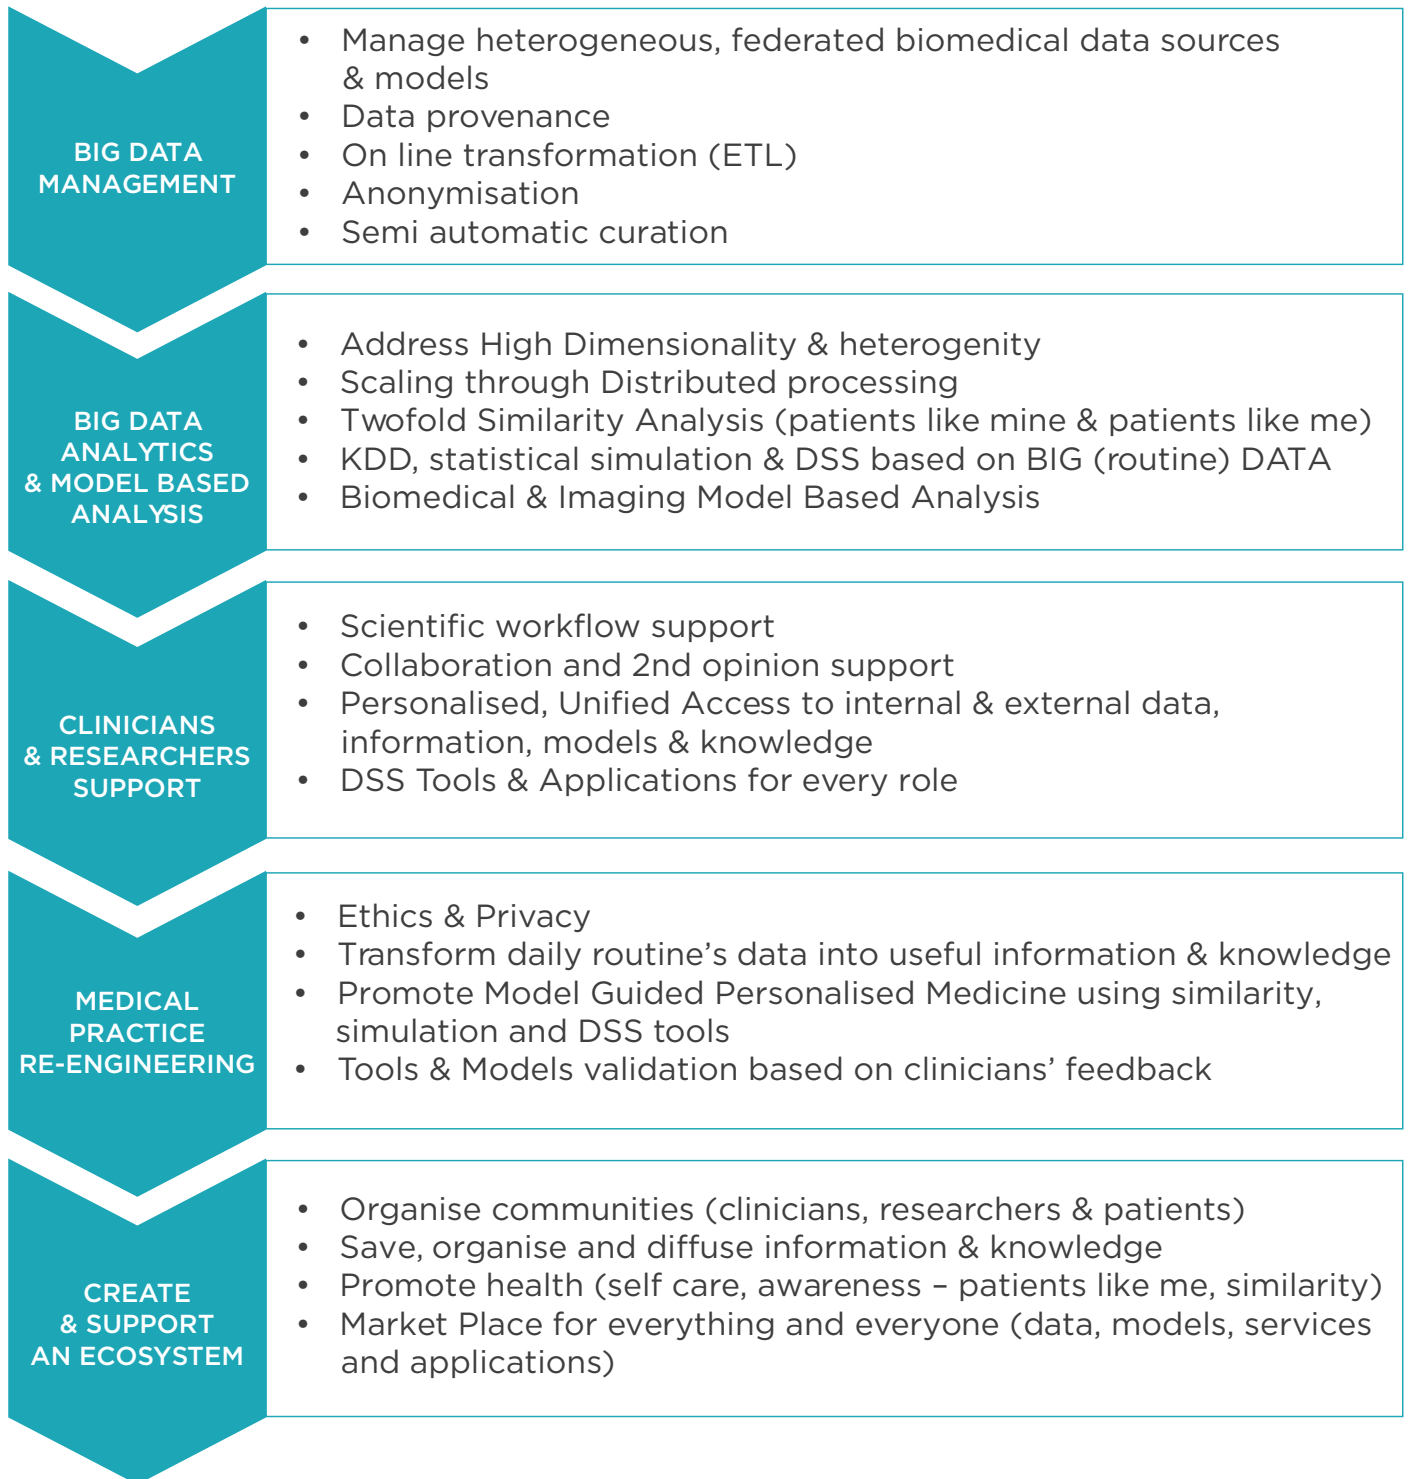 BIG DATA
MANAGEMENT
• Manage heterogeneous, federated biomedical data sources
& models
• Data provenance
• On line transformation (ETL)
• Anonymisation
• Semi automatic curation
BIG DATA
ANALYTICS
& MODEL BASED
ANALYSIS
• Address High Dimensionality & heterogenity
• Scaling through Distributed processing
• Twofold Similarity Analysis (patients like mine & patients like me)
• KDD, statistical simulation & DSS based on BIG (routine) DATA
• Biomedical & Imaging Model Based Analysis
CLINICIANS
& RESEARCHERS
SUPPORT
• Scientific workflow support
• Collaboration and 2nd opinion support
• Personalised, Unified Access to internal & external data,
information, models & knowledge
• DSS Tools & Applications for every role
MEDICAL
PRACTICE
RE-ENGINEERING
• Ethics & Privacy
• Transform daily routine’s data into useful information & knowledge
• Promote Model Guided Personalised Medicine using similarity,
simulation and DSS tools
• Tools & Models validation based on clinicians’ feedback
CREATE
& SUPPORT
AN ECOSYSTEM
• Organise communities (clinicians, researchers & patients)
• Save, organise and diffuse information & knowledge
• Promote health (self care, awareness – patients like me, similarity)
• Market Place for everything and everyone (data, models, services
and applications)